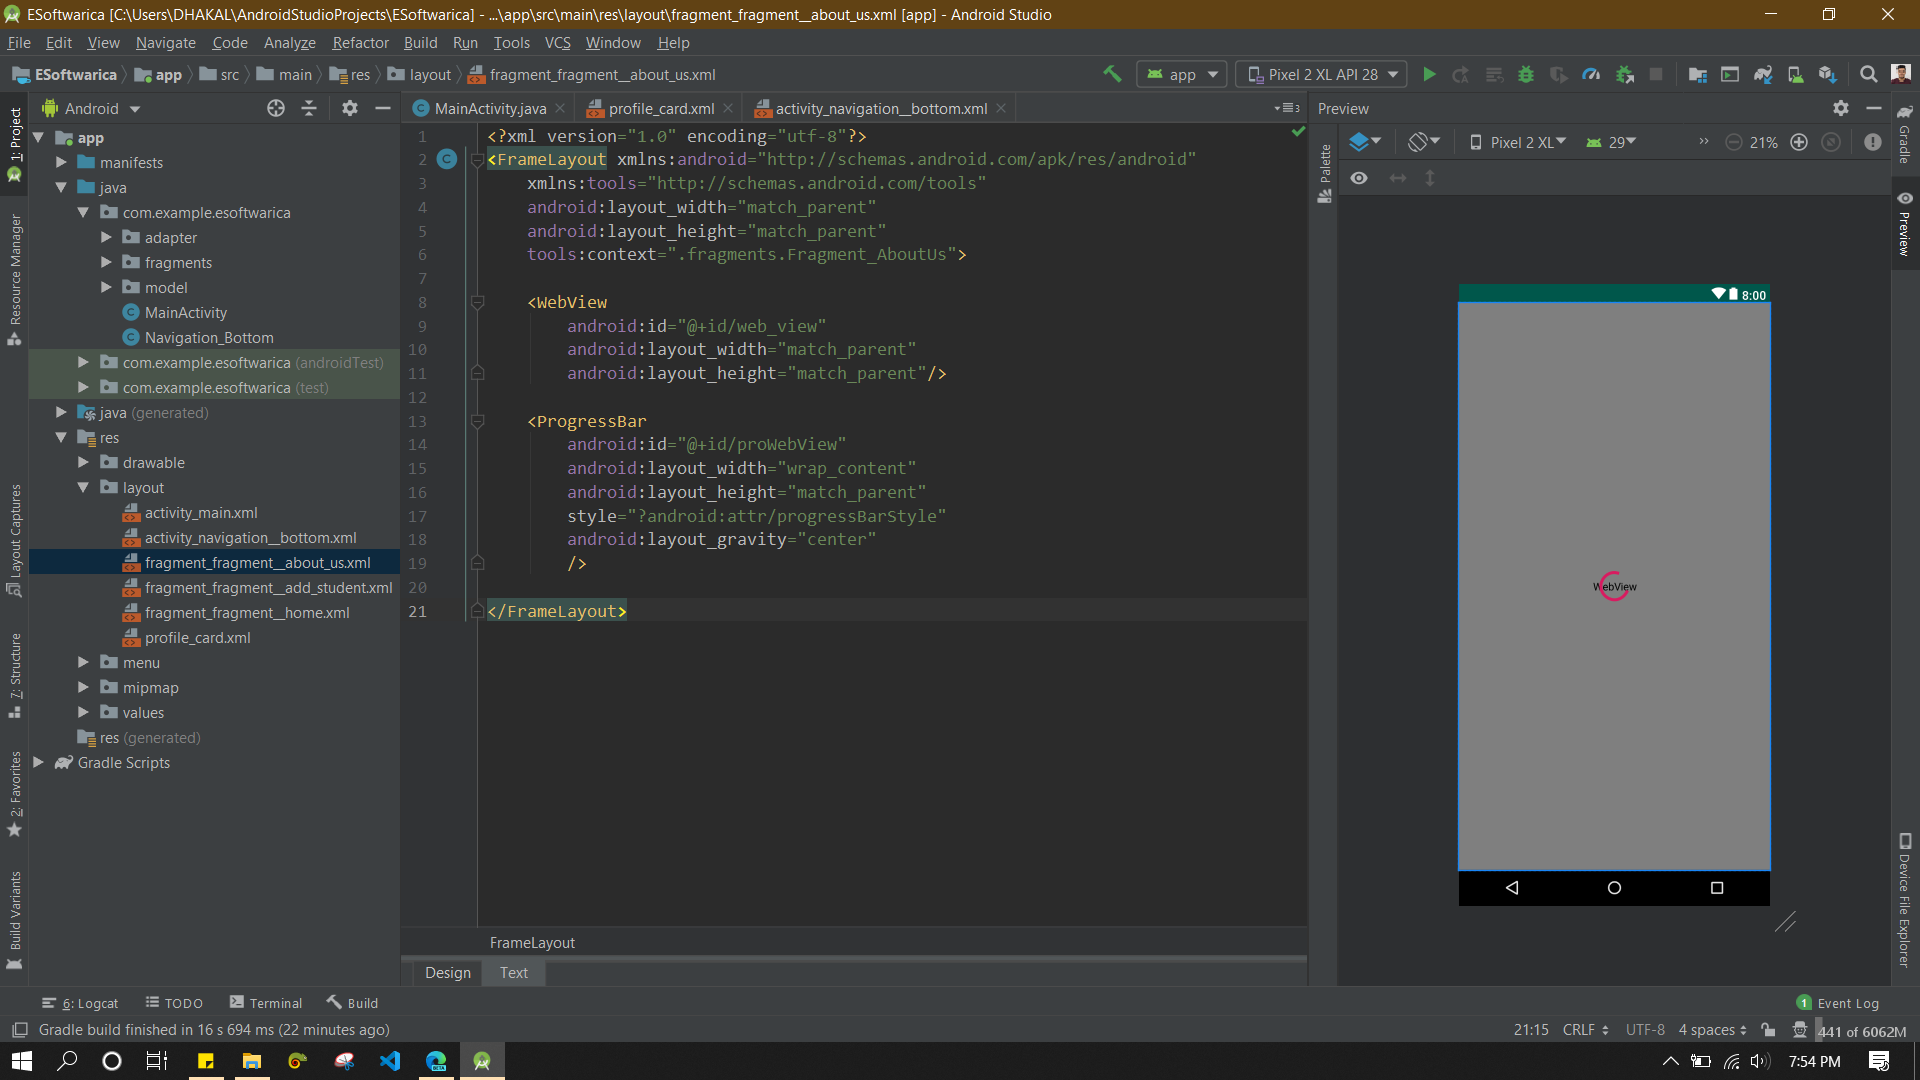 ESoftwarica [C:\Users\DHAKAL\AndroidStudioProjects\ESoftwarica] - ...\app\src\main\res\layout\fragment_fragment__about_us.xml [app] - Android Studio
File Edit View Navigate Code Analyze Refactor Build Run Tools VCS Window Help
ESoftwarica app src main res layout fragment_fragment__about_us.xml app Pixel 2 XL API 28
Android MainActivity.java profile_card.xml activity_navigation__bottom.xml 3 Preview
1: Project
Resource Manager
Layout Captures
7: Structure
2: Favorites
Build Variants
app
manifests
java
com.example.esoftwarica
adapter
fragments
model
MainActivity
Navigation_Bottom
com.example.esoftwarica (androidTest)
com.example.esoftwarica (test)
java (generated)
res
drawable
layout
activity_main.xml
activity_navigation__bottom.xml
fragment_fragment__about_us.xml
fragment_fragment__add_student.xml
fragment_fragment__home.xml
profile_card.xml
menu
mipmap
values
res (generated)
Gradle Scripts
1 <?xml version="1.0" encoding="utf-8"?>
2 <FrameLayout xmlns:android="http://schemas.android.com/apk/res/android"
3 xmlns:tools="http://schemas.android.com/tools"
4 android:layout_width="match_parent"
5 android:layout_height="match_parent"
6 tools:context=".fragments.Fragment_AboutUs">
7
8 <WebView
9 android:id="@+id/web_view"
10 android:layout_width="match_parent"
11 android:layout_height="match_parent"/>
12
13 <ProgressBar
14 android:id="@+id/proWebView"
15 android:layout_width="wrap_content"
16 android:layout_height="match_parent"
17 style="?android:attr/progressBarStyle"
18 android:layout_gravity="center"
19 />
20
21 </FrameLayout>
FrameLayout
Design Text
Palette
Pixel 2 XL 29 21%
8:00
WebView
Gradle
Preview
Device File Explorer
6: Logcat TODO Terminal Build 1 Event Log
Gradle build finished in 16 s 694 ms (22 minutes ago) 21:15 CRLF UTF-8 4 spaces 441 of 6062M
BETA 7:54 PM